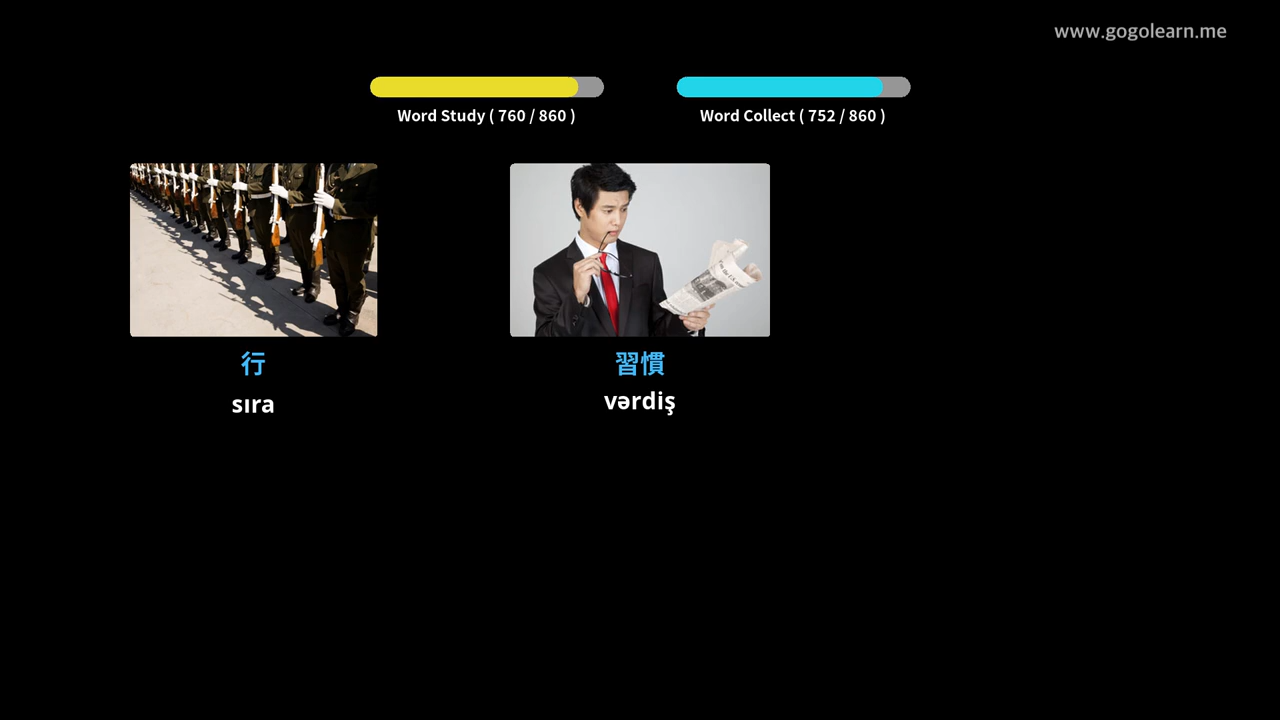 www.gogolearn.me
Word Study ( 760 / 860 )
Word Collect ( 752 / 860 )
行
sıra
習慣
vərdiş